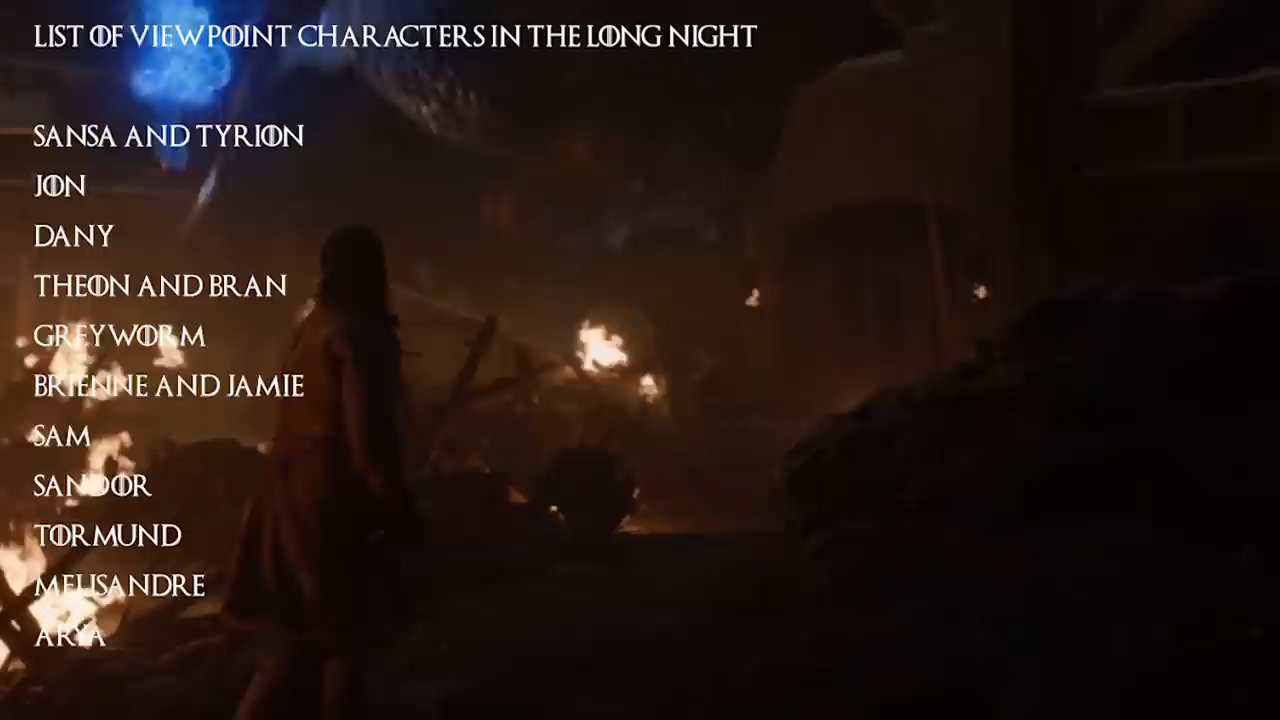 LIST OF VIEWPOINT CHARACTERS IN THE LONG NIGHT
SANSA AND TYRION
JON
DANY
THEON AND BRAN
GREYWORM
BRIENNE AND JAMIE
SAM
SANDOR
TORMUND
MELISANDRE
ARYA